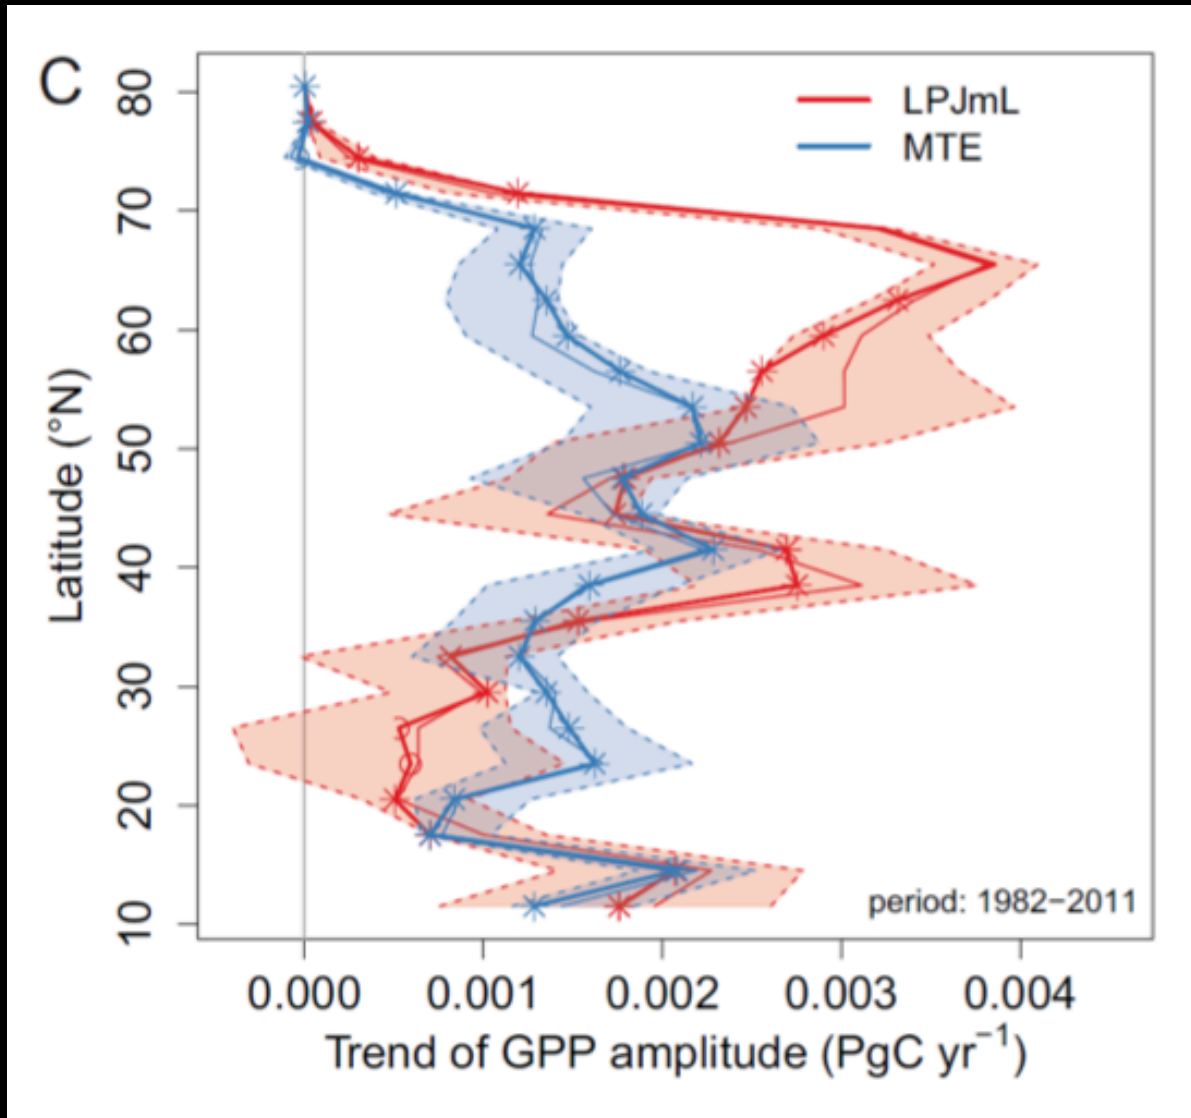 C
LPJmL
MTE
80
70
60
50
40
30
20
10
Latitude (°N)
period: 1982−2011
0.000 0.001 0.002 0.003 0.004
Trend of GPP amplitude (PgC yr⁻¹)